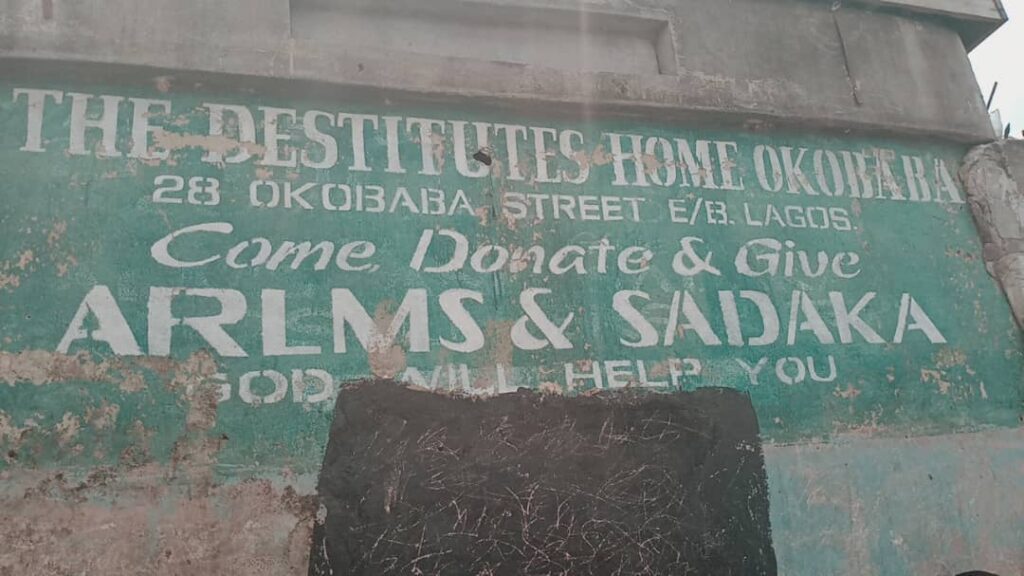 THE DESTITUTES HOME OKOBABA
28 OKOBABA STREET E/B. LAGOS.
Come, Donate & Give
ARLMS & SADAKA
GOD WILL HELP YOU